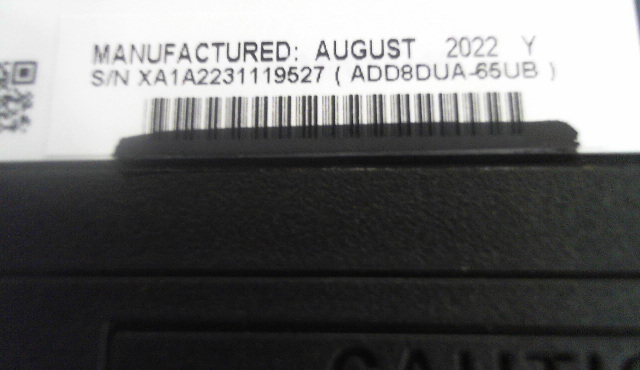 MANUFACTURED: AUGUST 2022 Y
S/N XA1A2231119527 ( ADD8DUA-65UB )